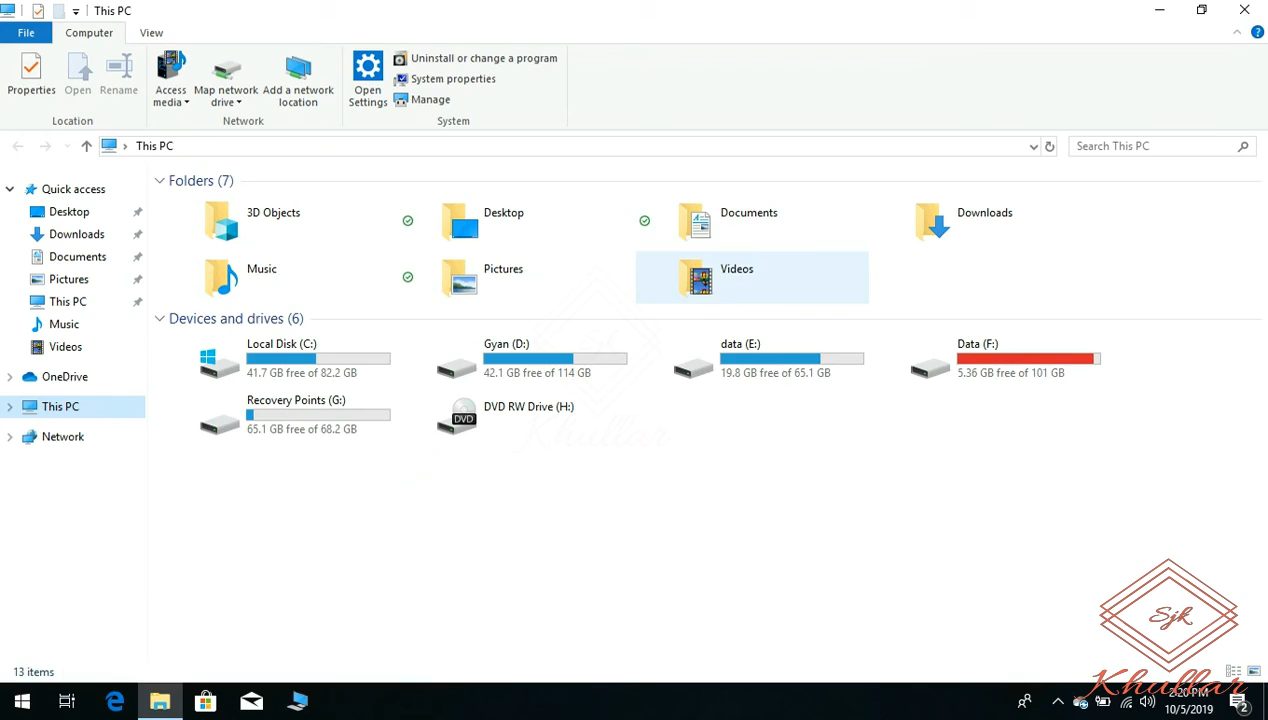 This PC
File
Computer
View
Properties
Open
Rename
Access media
Map network drive
Add a network location
Open Settings
Uninstall or change a program
System properties
Manage
Location
Network
System
This PC
Search This PC
Quick access
Desktop
Downloads
Documents
Pictures
This PC
Music
Videos
OneDrive
This PC
Network
Folders (7)
3D Objects
Desktop
Documents
Downloads
Music
Pictures
Videos
Devices and drives (6)
Local Disk (C:)
41.7 GB free of 82.2 GB
Gyan (D:)
42.1 GB free of 114 GB
data (E:)
19.8 GB free of 65.1 GB
Data (F:)
5.36 GB free of 101 GB
Recovery Points (G:)
65.1 GB free of 68.2 GB
DVD RW Drive (H:)
DVD
Khullar
13 items
Sjk
Khullar
2:20 PM
10/5/2019
2